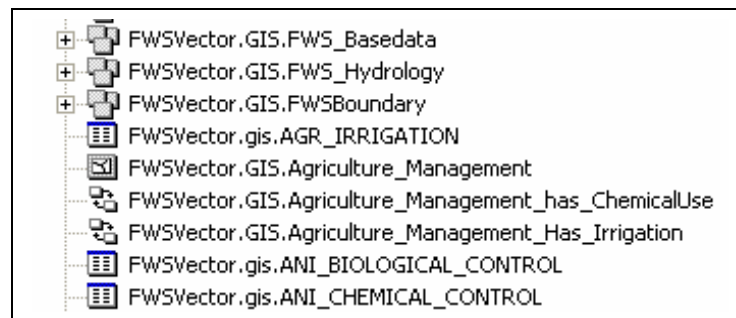 FWSVector.GIS.FWS_Basedata
FWSVector.GIS.FWS_Hydrology
FWSVector.GIS.FWSBoundary
FWSVector.gis.AGR_IRRIGATION
FWSVector.GIS.Agriculture_Management
FWSVector.GIS.Agriculture_Management_has_ChemicalUse
FWSVector.GIS.Agriculture_Management_Has_Irrigation
FWSVector.gis.ANI_BIOLOGICAL_CONTROL
FWSVector.gis.ANI_CHEMICAL_CONTROL